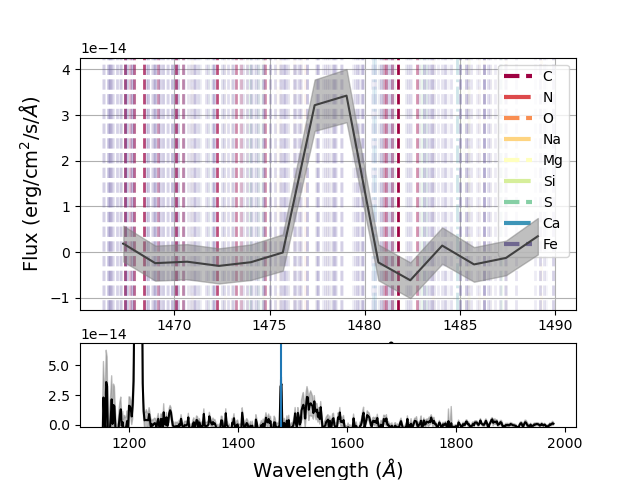 1e−14
Flux (erg/cm²/s/Å)
4
3
2
1
0
−1
C
N
O
Na
Mg
Si
S
Ca
Fe
1470
1475
1480
1485
1490
1e−14
5.0
2.5
0.0
1200
1400
1600
1800
2000
Wavelength (Å)